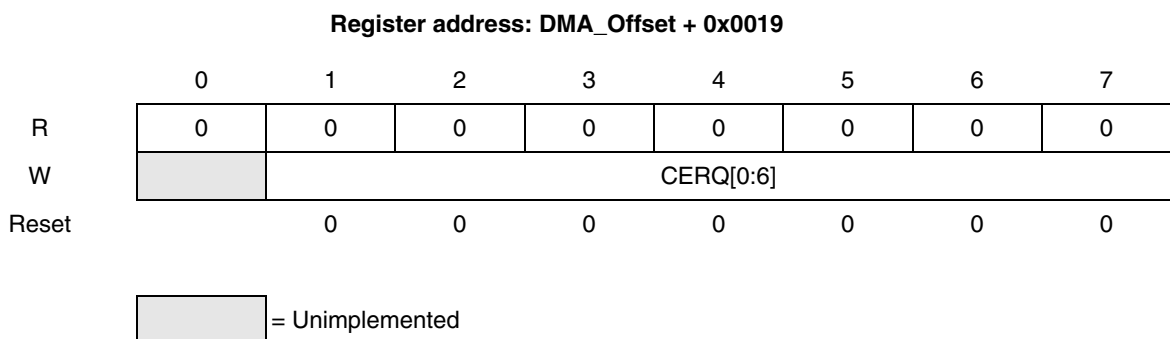 Register address: DMA_Offset + 0x0019
0 1 2 3 4 5 6 7
R 0 0 0 0 0 0 0 0
W CERQ[0:6]
Reset 0 0 0 0 0 0 0
= Unimplemented